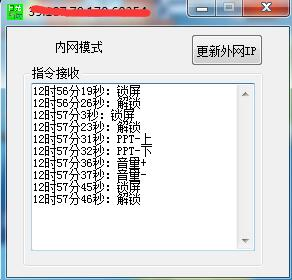 内网模式
更新外网IP
指令接收
12时56分19秒: 锁屏
12时56分26秒: 解锁
12时57分3秒: 锁屏
12时57分23秒: 解锁
12时57分31秒: PPT-上
12时57分32秒: PPT-下
12时57分36秒: 音量+
12时57分37秒: 音量-
12时57分45秒: 锁屏
12时57分46秒: 解锁